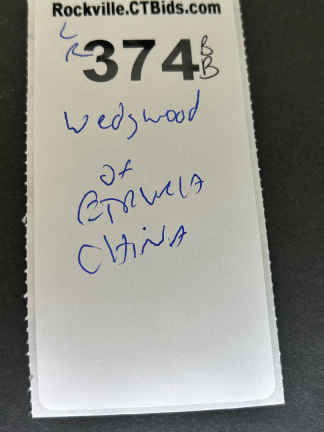 Rockville.CTBids.com
L
R 374 B
B
Wedgwood
of
ETRURIA
CHINA